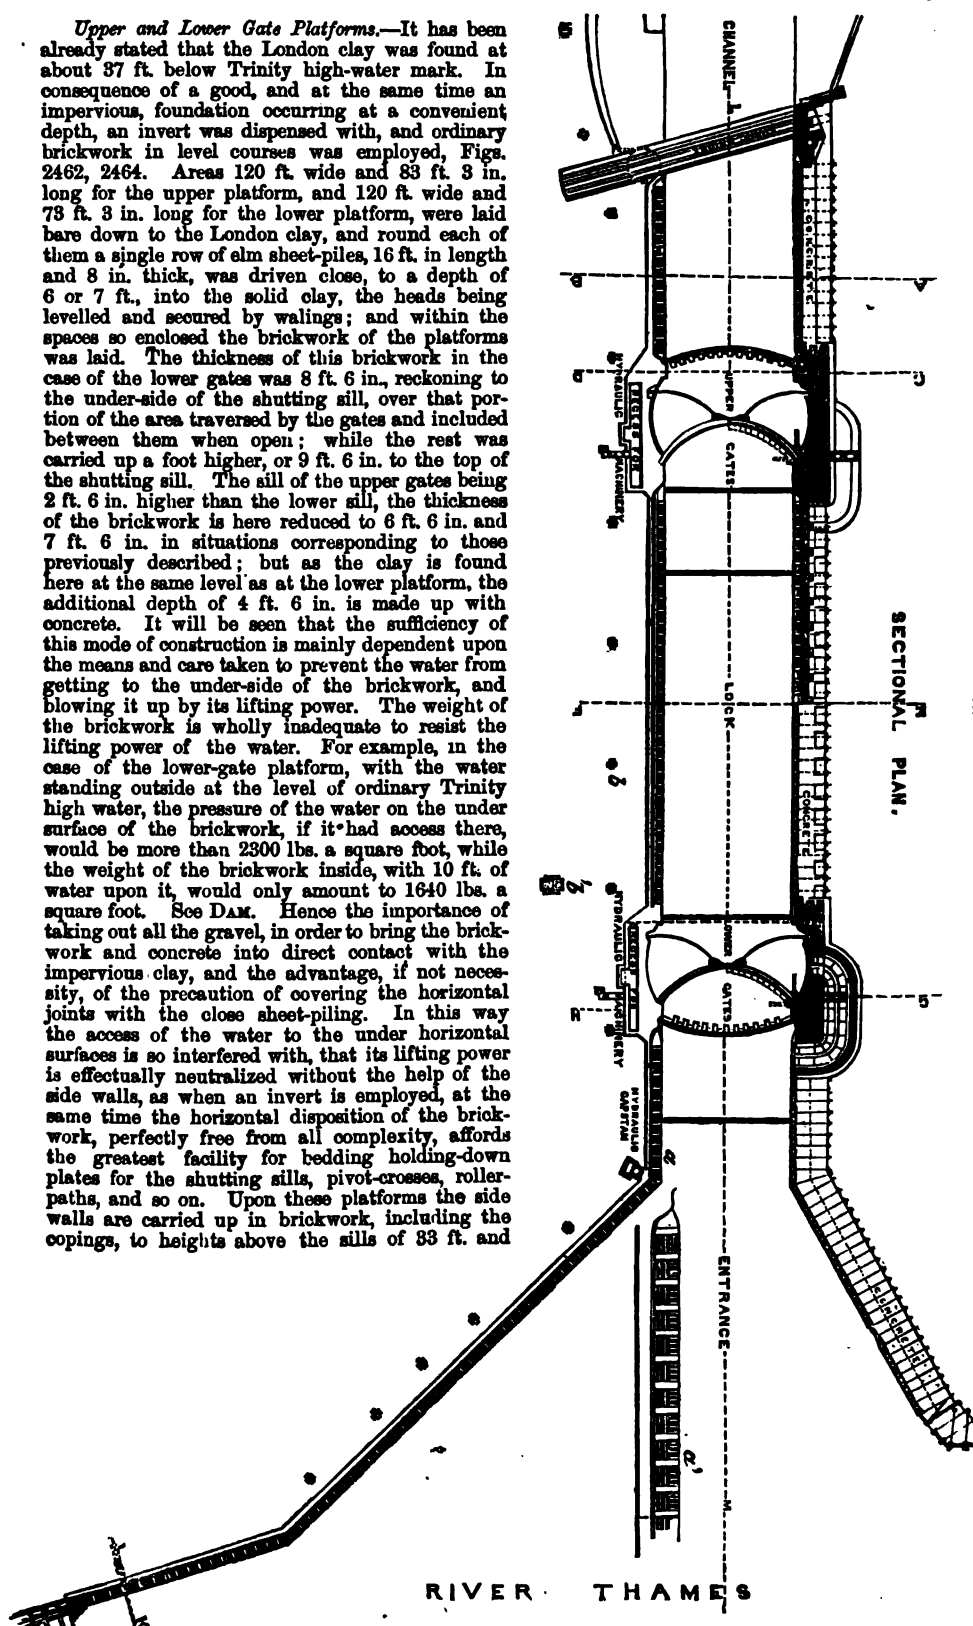 Upper and Lower Gate Platforms.—It has been
already stated that the London clay was found at
about 37 ft. below Trinity high-water mark. In
consequence of a good, and at the same time an
impervious, foundation occurring at a convenient
depth, an invert was dispensed with, and ordinary
brickwork in level courses was employed, Figs.
2462, 2464. Areas 120 ft. wide and 83 ft. 3 in.
long for the upper platform, and 120 ft. wide and
73 ft. 3 in. long for the lower platform, were laid
bare down to the London clay, and round each of
them a single row of elm sheet-piles, 16 ft. in length
and 8 in. thick, was driven close, to a depth of
6 or 7 ft., into the solid clay, the heads being
levelled and secured by walings; and within the
spaces so enclosed the brickwork of the platforms
was laid. The thickness of this brickwork in the
case of the lower gates was 8 ft. 6 in., reckoning to
the under-side of the shutting sill, over that por-
tion of the area traversed by the gates and included
between them when open; while the rest was
carried up a foot higher, or 9 ft. 6 in. to the top of
the shutting sill. The sill of the upper gates being
2 ft. 6 in. higher than the lower sill, the thickness
of the brickwork is here reduced to 6 ft. 6 in. and
7 ft. 6 in. in situations corresponding to those
previously described; but as the clay is found
here at the same level as at the lower platform, the
additional depth of 4 ft. 6 in. is made up with
concrete. It will be seen that the sufficiency of
this mode of construction is mainly dependent upon
the means and care taken to prevent the water from
getting to the under-side of the brickwork, and
blowing it up by its lifting power. The weight of
the brickwork is wholly inadequate to resist the
lifting power of the water. For example, in the
case of the lower-gate platform, with the water
standing outside at the level of ordinary Trinity
high water, the pressure of the water on the under
surface of the brickwork, if it had access there,
would be more than 2300 lbs. a square foot, while
the weight of the brickwork inside, with 10 ft. of
water upon it, would only amount to 1640 lbs. a
square foot. See DAM. Hence the importance of
taking out all the gravel, in order to bring the brick-
work and concrete into direct contact with the
impervious clay, and the advantage, if not neces-
sity, of the precaution of covering the horizontal
joints with the close sheet-piling. In this way
the access of the water to the under horizontal
surfaces is so interfered with, that its lifting power
is effectually neutralized without the help of the
side walls, as when an invert is employed, at the
same time the horizontal disposition of the brick-
work, perfectly free from all complexity, affords
the greatest facility for bedding holding-down
plates for the shutting sills, pivot-crosses, roller-
paths, and so on. Upon these platforms the side
walls are carried up in brickwork, including the
copings, to heights above the sills of 33 ft. and
CHANNEL
L
CONCRETE
D
C
HYDRAULIC
MACHINERY
RECESS FOR
UPPER
GATES
LOCK
SECTIONAL PLAN,
b
CONCRETE
b'
HYDRAULIC
MACHINERY
LOWER
GATES
A
HYDRAULIC
CAPSTAN
a
ENTRANCE
CONCRETE
a'
M
RIVER THAMES